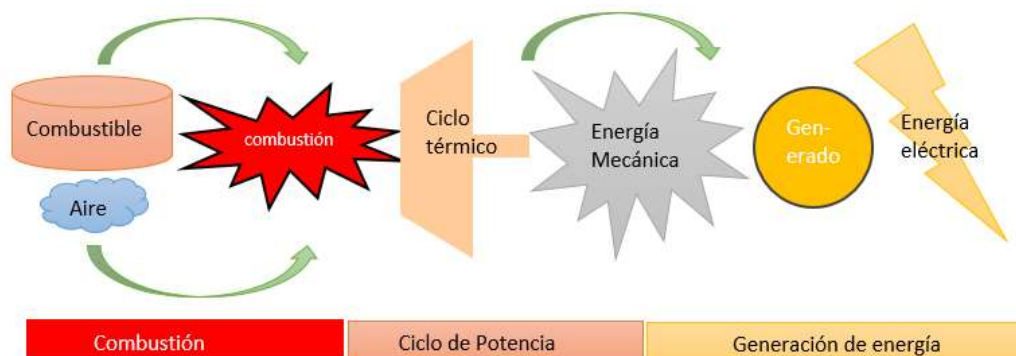 Combustible
Aire
combustión
Ciclo
térmico
Energía
Mecánica
Gen-
erado
Energía
eléctrica
Combustión
Ciclo de Potencia
Generación de energía